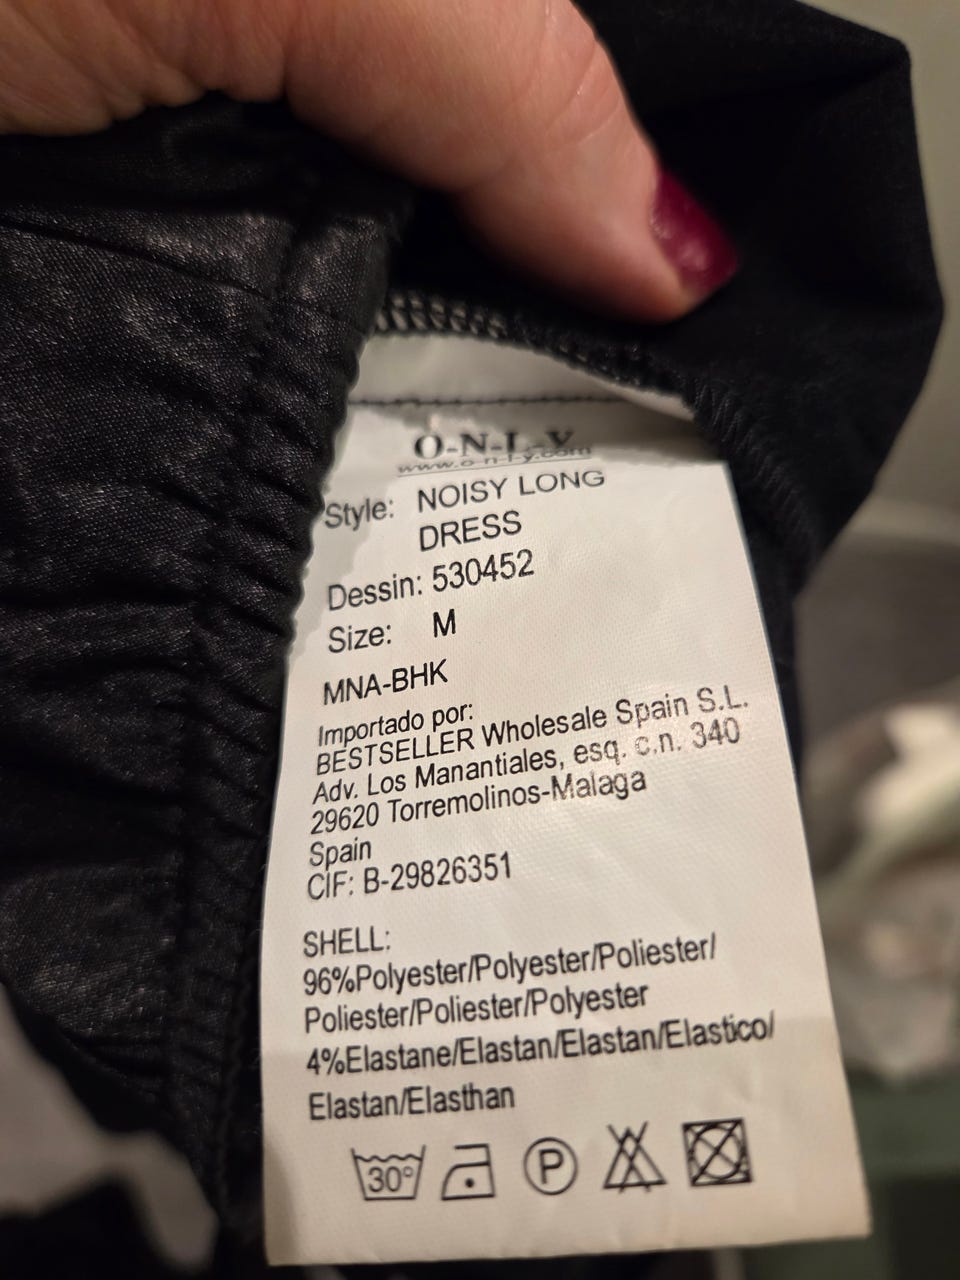 O-N-L-Y
www.o-n-l-y.com
Style: NOISY LONG
DRESS
Dessin: 530452
Size: M
MNA-BHK
Importado por:
BESTSELLER Wholesale Spain S.L.
Adv. Los Manantiales, esq. c.n. 340
29620 Torremolinos-Malaga
Spain
CIF: B-29826351
SHELL:
96%Polyester/Polyester/Poliester/
Poliester/Poliester/Polyester
4%Elastane/Elastan/Elastan/Elastico/
Elastan/Elasthan
30° P